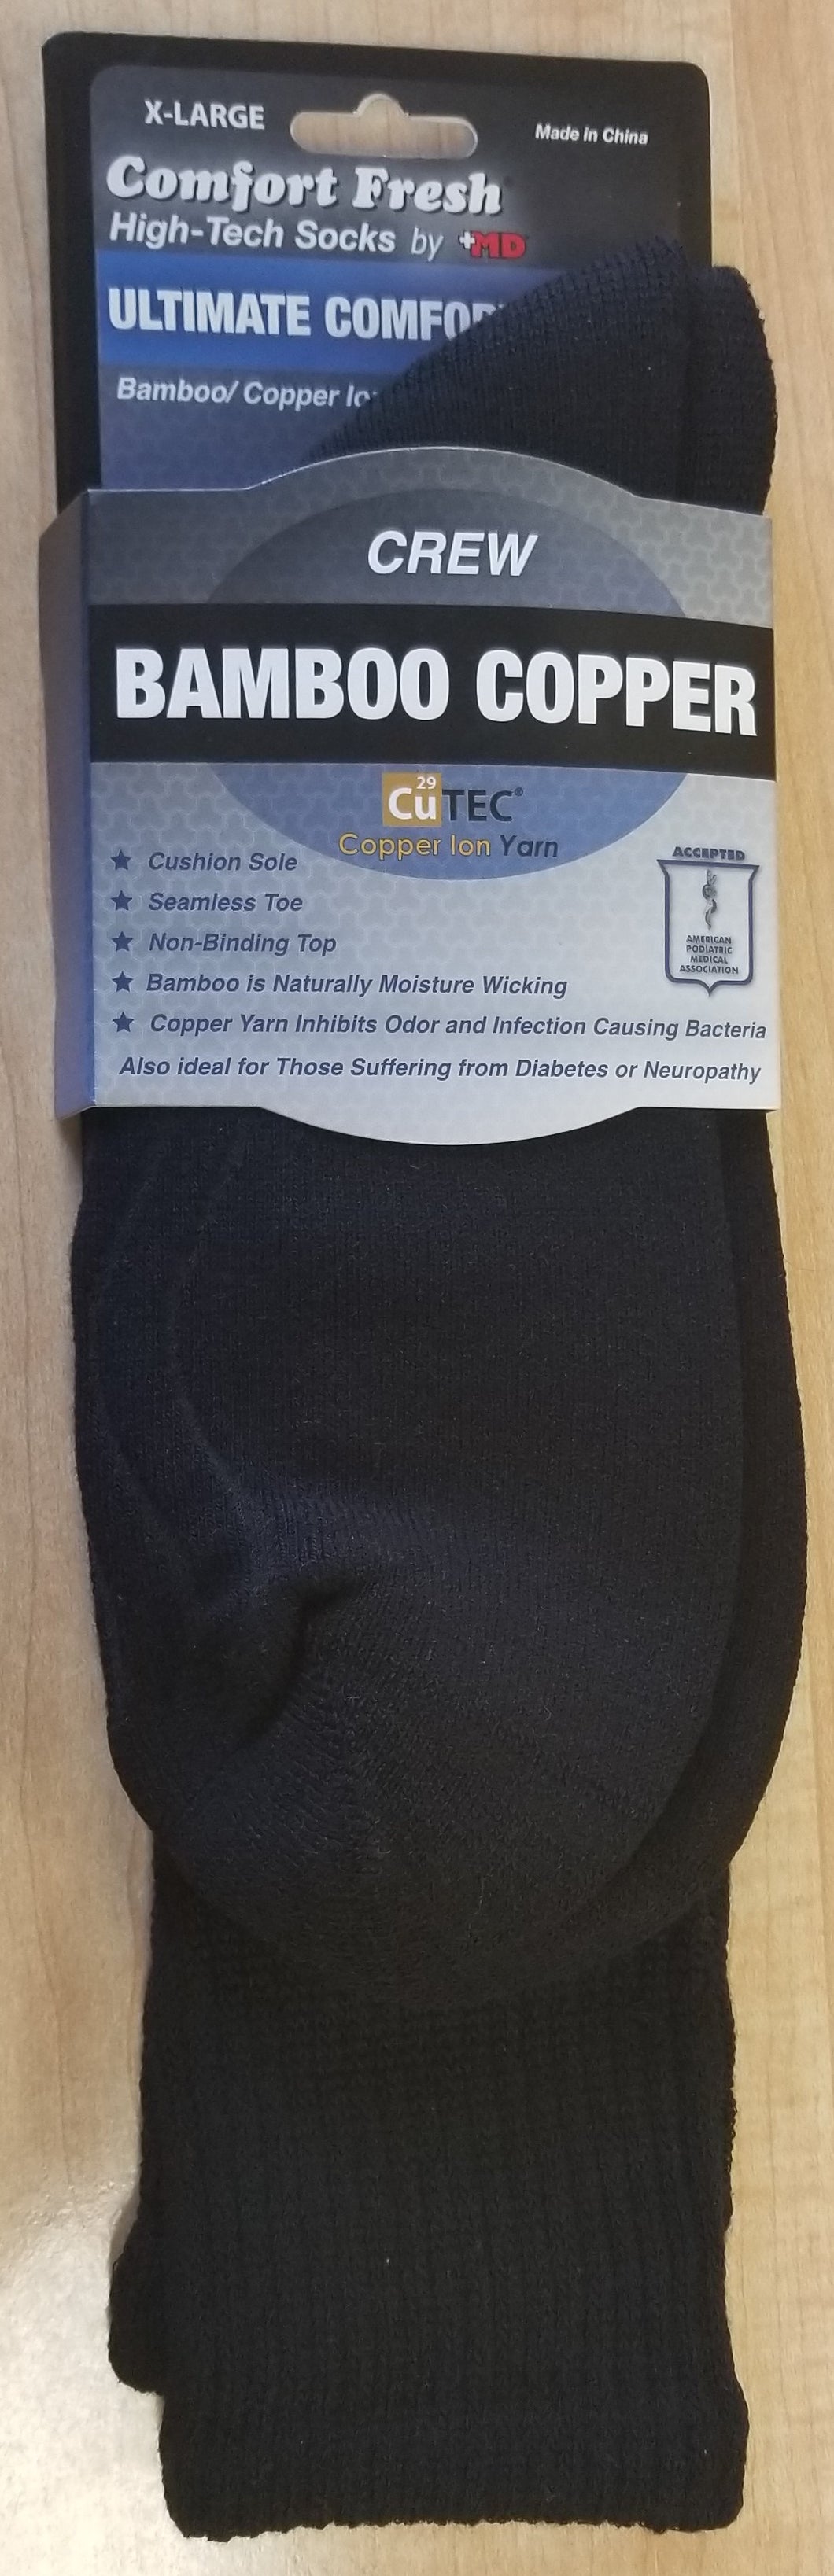 X-LARGE
Made in China
Comfort Fresh
High-Tech Socks by +MD
ULTIMATE
Bamboo/ Copper
CREW
BAMBOO COPPER
29
CuTEC®
Copper Ion Yarn
★ Cushion Sole
★ Seamless Toe
★ Non-Binding Top
★ Bamboo is Naturally Moisture Wicking
★ Copper Yarn Inhibits Odor and Infection Causing Bacteria
Also ideal for Those Suffering from Diabetes or Neuropathy
ACCEPTED
AMERICAN
PODIATRIC
MEDICAL
ASSOCIATION